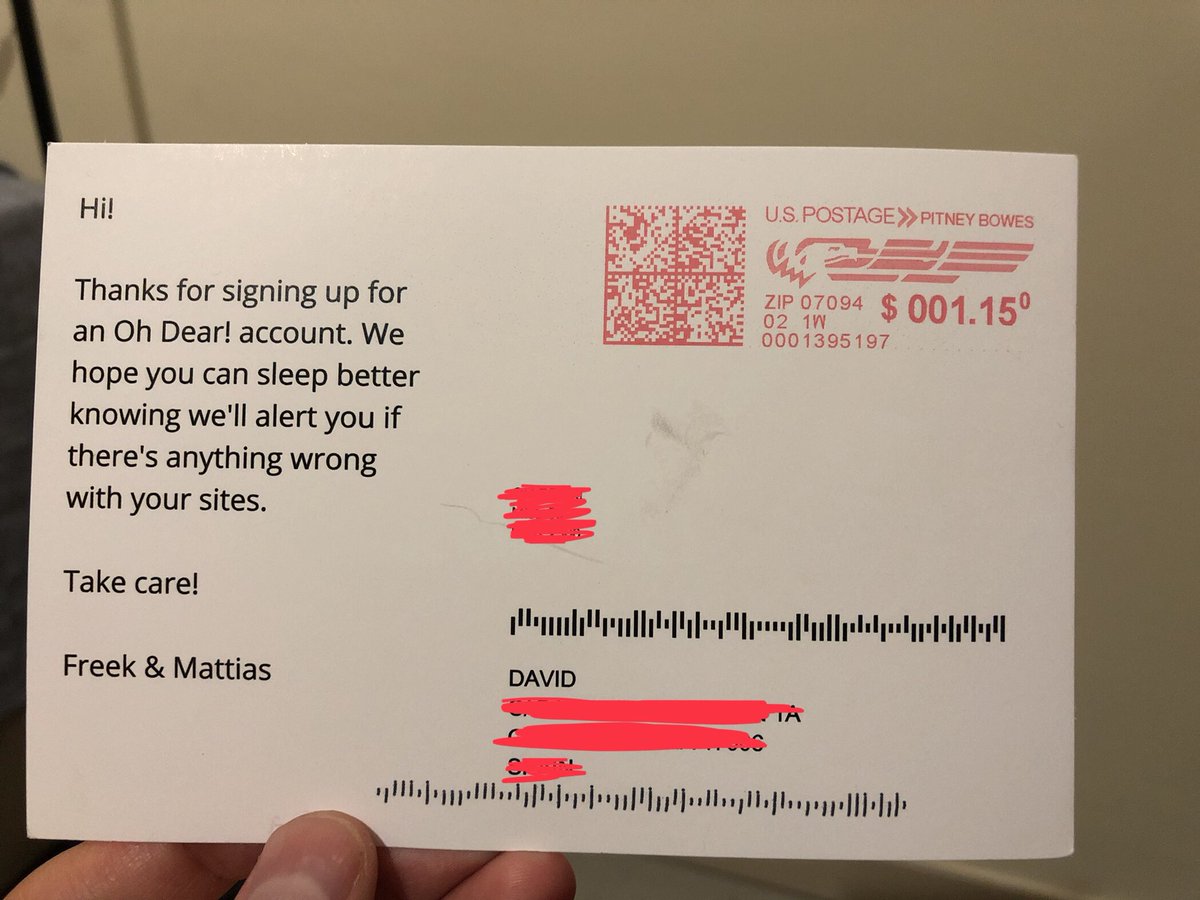 Hi!
Thanks for signing up for
an Oh Dear! account. We
hope you can sleep better
knowing we'll alert you if
there's anything wrong
with your sites.
Take care!
Freek & Mattias
U.S. POSTAGE PITNEY BOWES
ZIP 07094 $ 001.15⁰
02 1W
0001395197
DAVID
1A